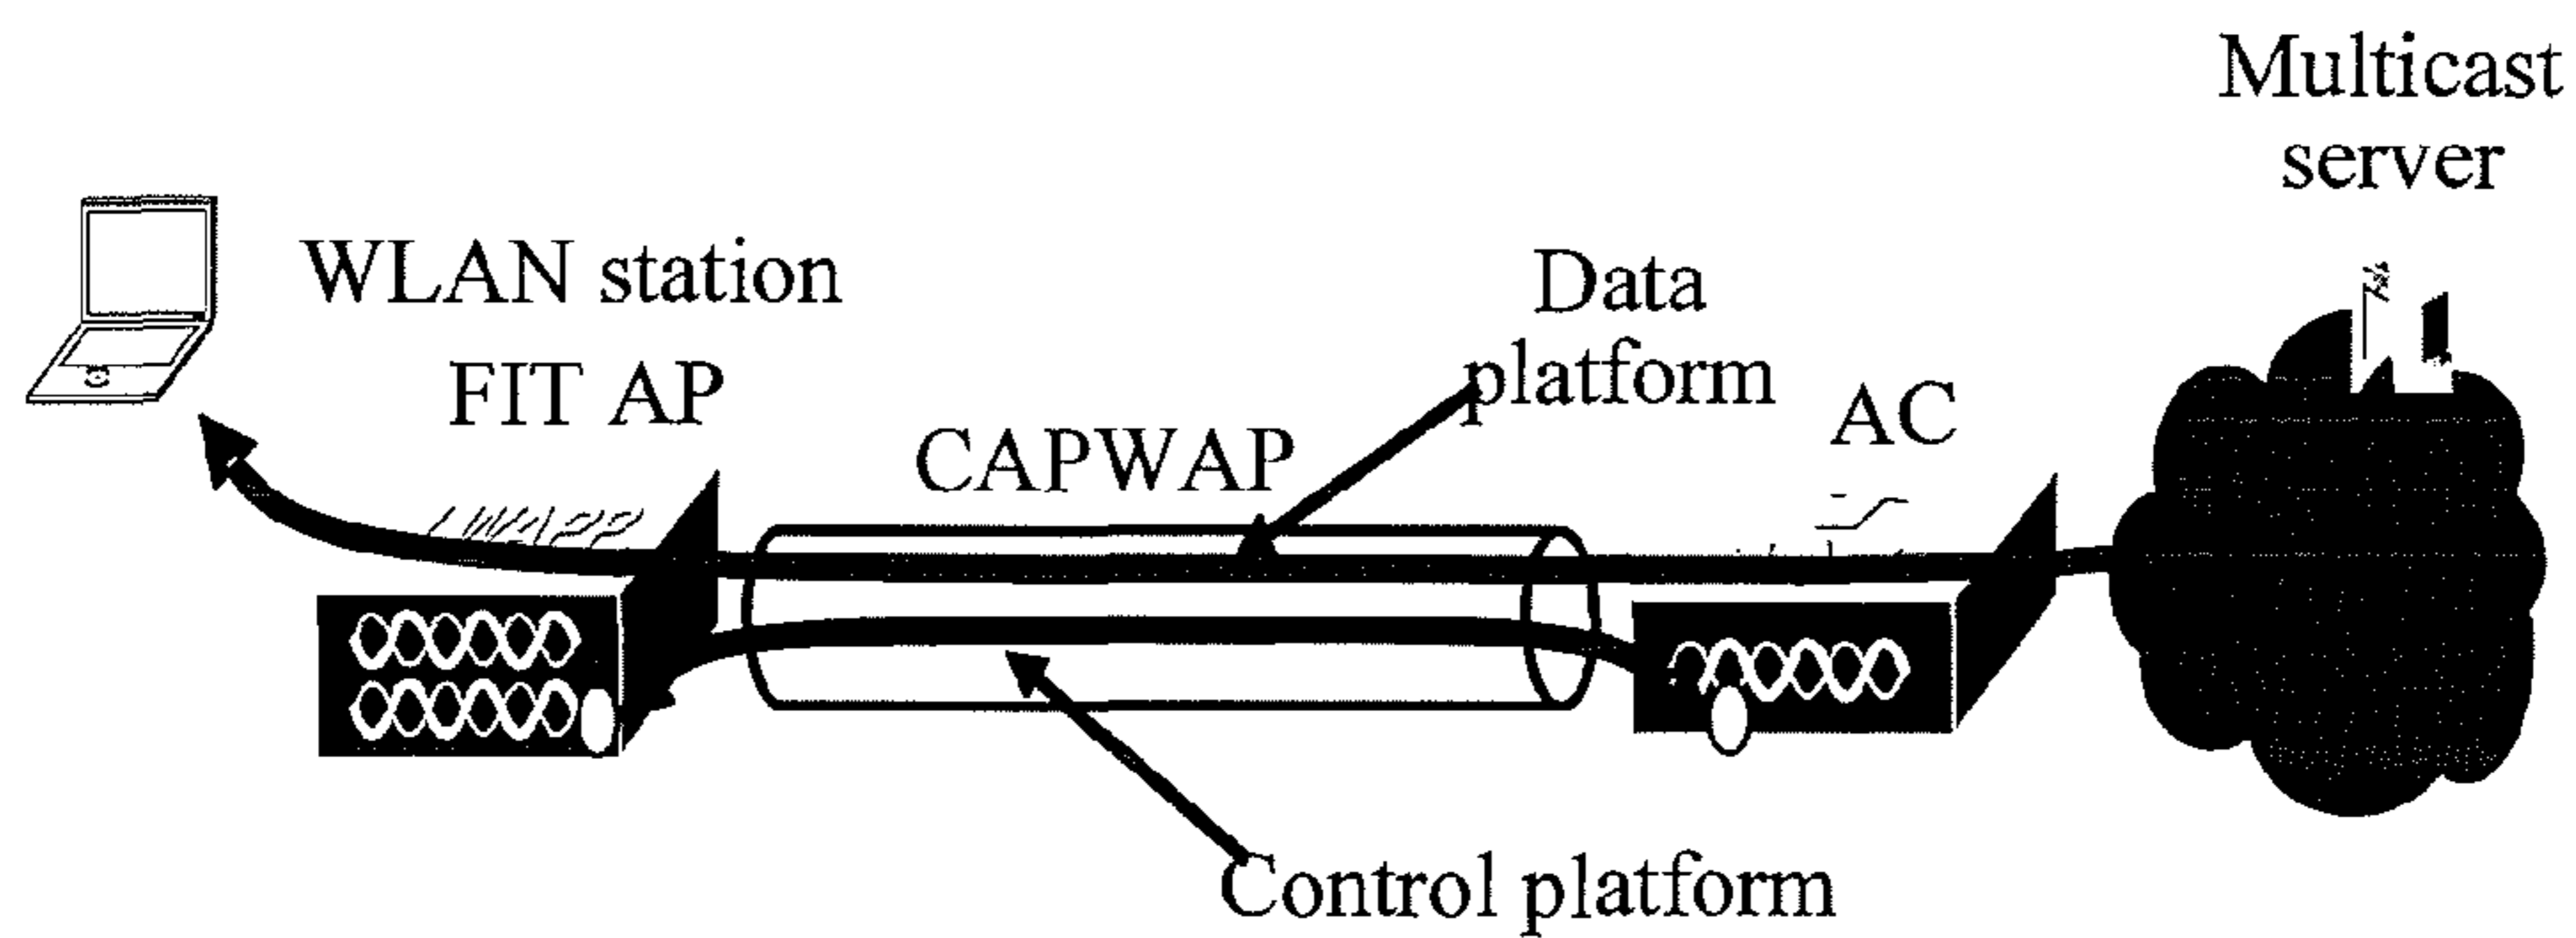 Multicast
server
WLAN station
Data
platform
FIT AP
AC
CAPWAP
Control platform